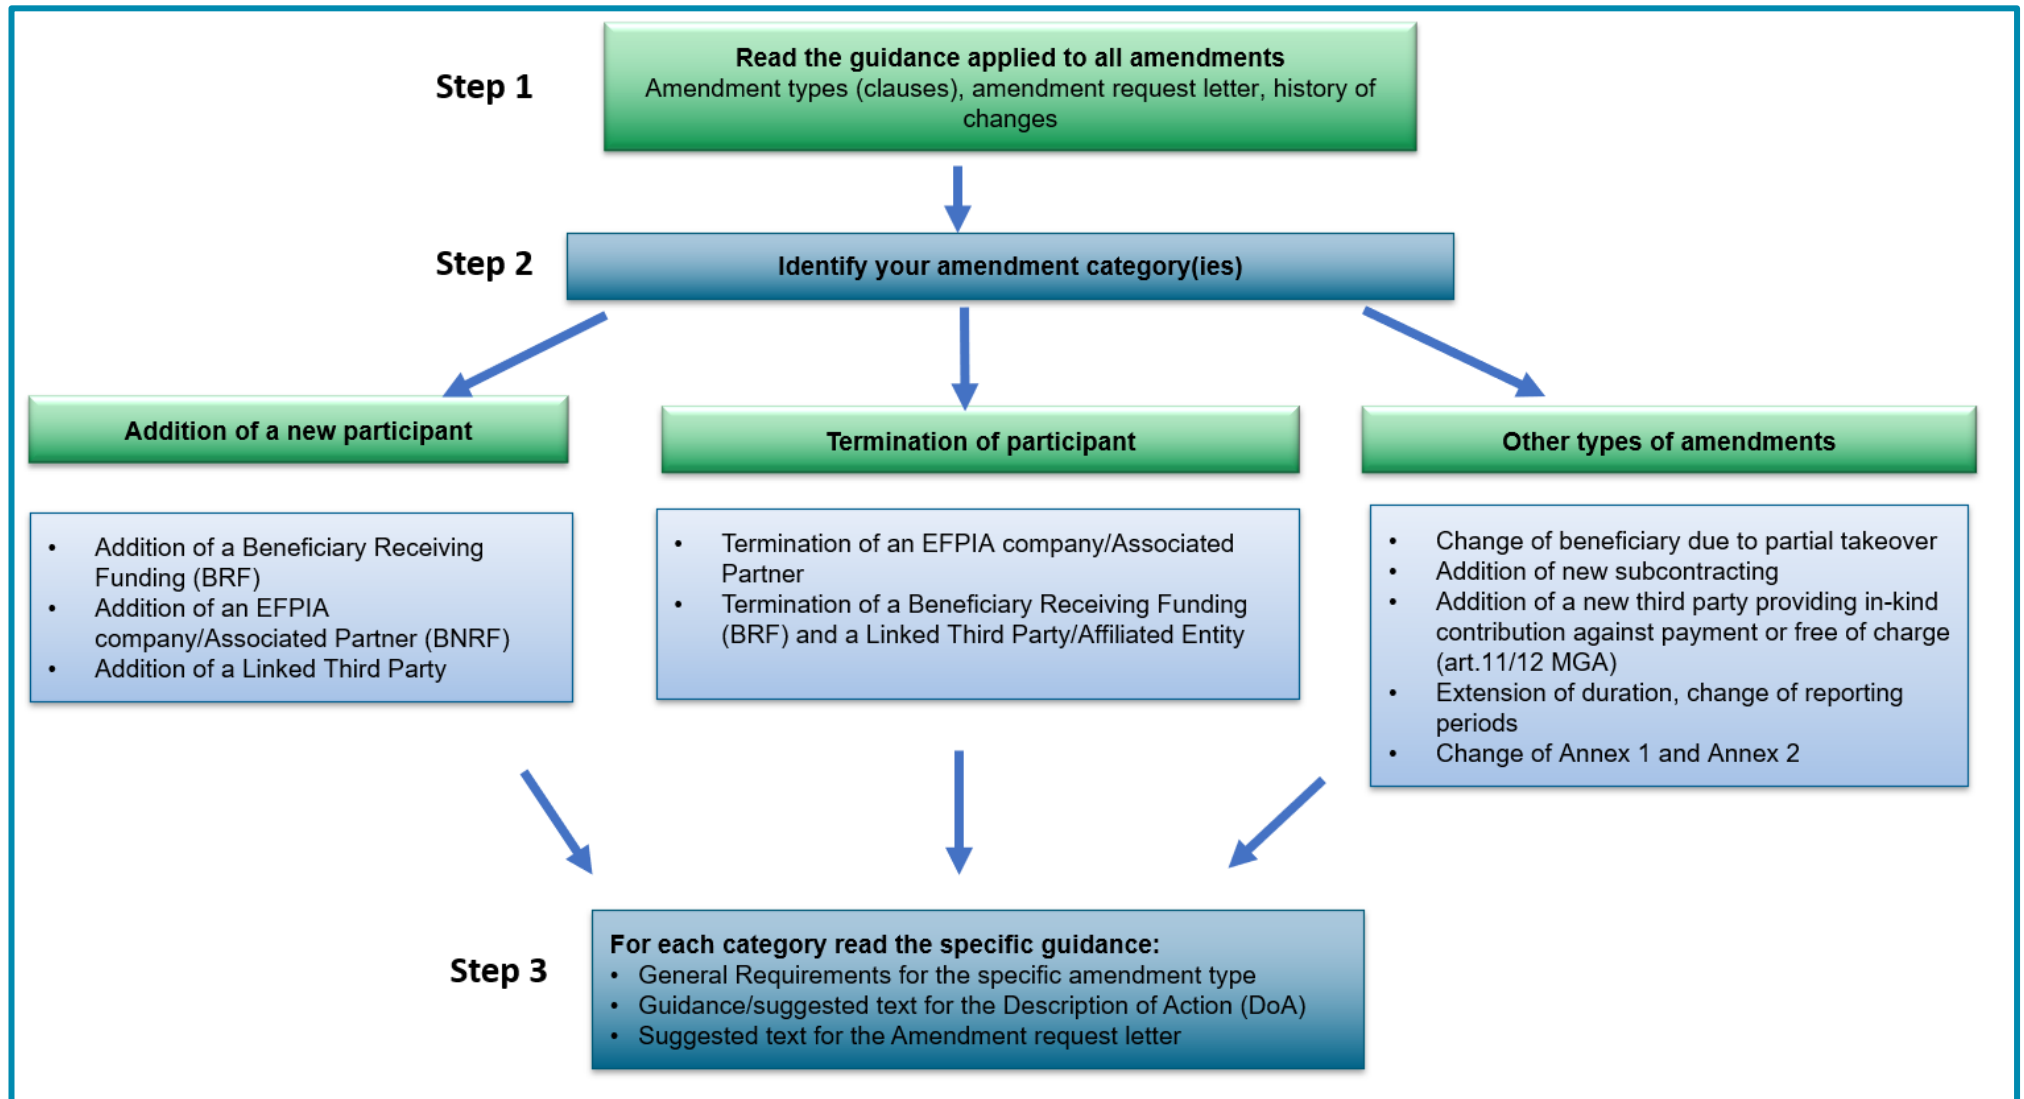 Step 1
Read the guidance applied to all amendments
Amendment types (clauses), amendment request letter, history of
changes
Step 2
Identify your amendment category(ies)
Addition of a new participant
• Addition of a Beneficiary Receiving
Funding (BRF)
• Addition of an EFPIA
company/Associated Partner (BNRF)
• Addition of a Linked Third Party
Termination of participant
• Termination of an EFPIA company/Associated
Partner
• Termination of a Beneficiary Receiving Funding
(BRF) and a Linked Third Party/Affiliated Entity
Other types of amendments
• Change of beneficiary due to partial takeover
• Addition of new subcontracting
• Addition of a new third party providing in-kind
contribution against payment or free of charge
(art.11/12 MGA)
• Extension of duration, change of reporting
periods
• Change of Annex 1 and Annex 2
Step 3
For each category read the specific guidance:
• General Requirements for the specific amendment type
• Guidance/suggested text for the Description of Action (DoA)
• Suggested text for the Amendment request letter